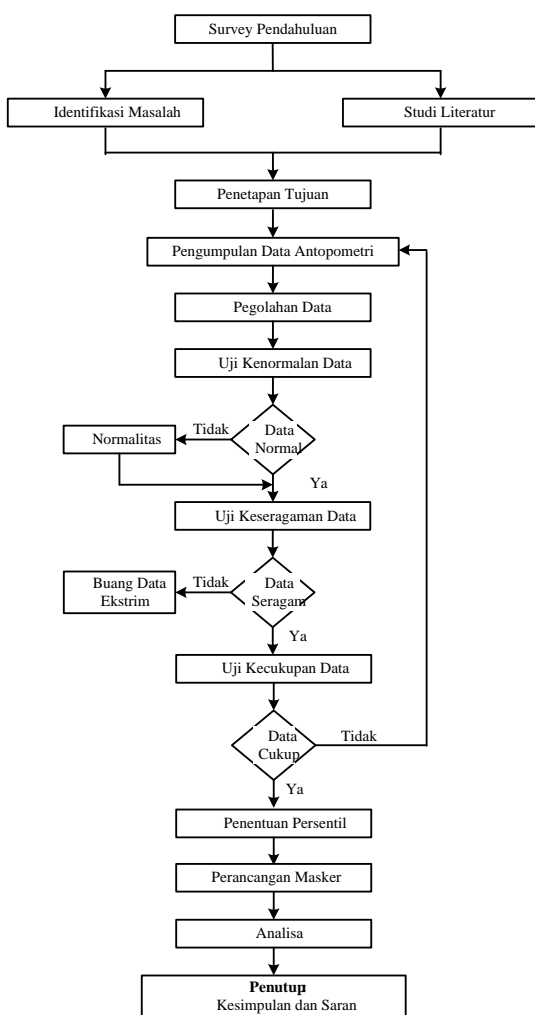 Survey Pendahuluan
Identifikasi Masalah
Studi Literatur
Penetapan Tujuan
Pengumpulan Data Antopometri
Pegolahan Data
Uji Kenormalan Data
Data
Normal
Tidak
Normalitas
Ya
Uji Keseragaman Data
Data
Seragam
Tidak
Buang Data
Ekstrim
Ya
Uji Kecukupan Data
Data
Cukup
Tidak
Ya
Penentuan Persentil
Perancangan Masker
Analisa
Penutup:
Kesimpulan dan Saran